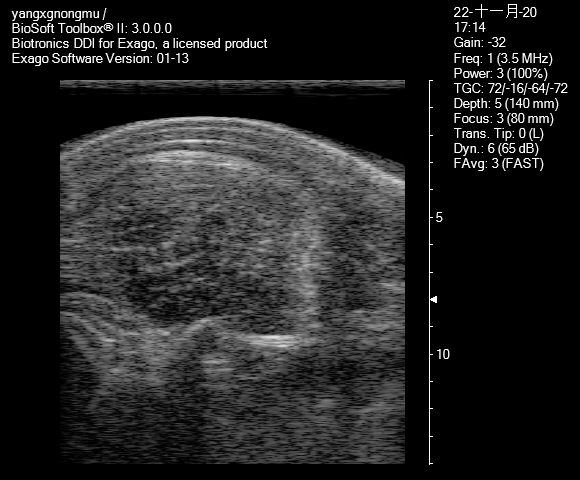 yangxgnongmu /
BioSoft Toolbox® II: 3.0.0.0
Biotronics DDI for Exago, a licensed product
Exago Software Version: 01-13
22-十一月-20
17:14
Gain: -32
Freq: 1 (3.5 MHz)
Power: 3 (100%)
TGC: 72/-16/-64/-72
Depth: 5 (140 mm)
Focus: 3 (80 mm)
Trans. Tip: 0 (L)
Dyn.: 6 (65 dB)
FAvg: 3 (FAST)
5
10